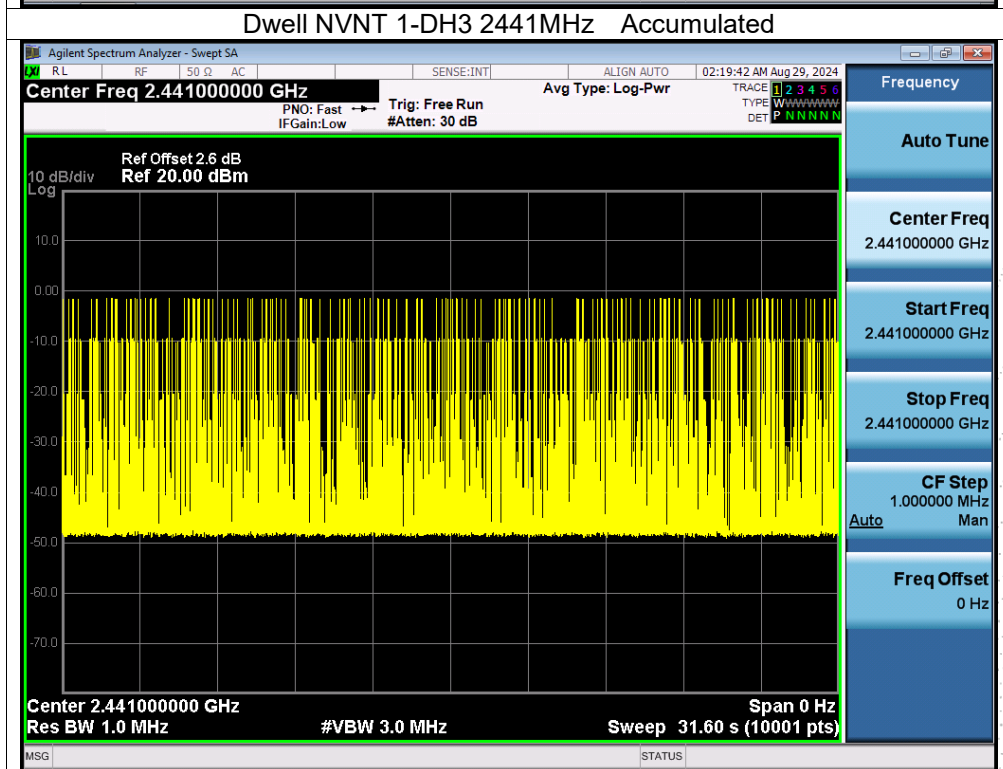 Dwell NVNT 1-DH3 2441MHz Accumulated
Agilent Spectrum Analyzer - Swept SA
LXI RL RF 50 Ω AC SENSE:INT ALIGN AUTO 02:19:42 AM Aug 29, 2024
Center Freq 2.441000000 GHz
PNO: Fast
IFGain:Low
Trig: Free Run
#Atten: 30 dB
Avg Type: Log-Pwr
TRACE 1 2 3 4 5 6
TYPE WWWWWWW
DET P N N N N N
Frequency
Auto Tune
Center Freq
2.441000000 GHz
Start Freq
2.441000000 GHz
Stop Freq
2.441000000 GHz
CF Step
1.000000 MHz
Auto Man
Freq Offset
0 Hz
Ref Offset 2.6 dB
10 dB/div Ref 20.00 dBm
Log
10.0
0.00
-10.0
-20.0
-30.0
-40.0
-50.0
-60.0
-70.0
Center 2.441000000 GHz Span 0 Hz
Res BW 1.0 MHz #VBW 3.0 MHz Sweep 31.60 s (10001 pts)
MSG STATUS